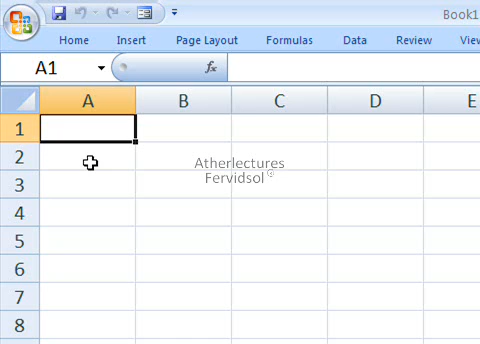 Book1
Home Insert Page Layout Formulas Data Review
A1 fx
A B C D E
1
2
Atherlectures
Fervidsol
3
4
5
6
7
8